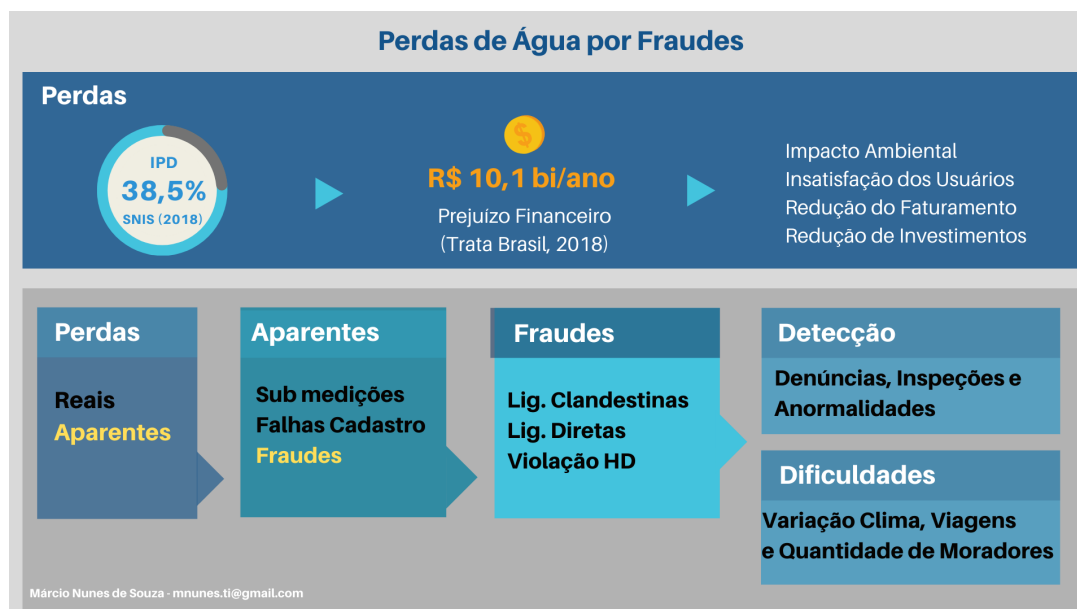 Perdas de Água por Fraudes
Perdas
IPD
38,5%
SNIS (2018)
$
R$ 10,1 bi/ano
Prejuízo Financeiro
(Trata Brasil, 2018)
Impacto Ambiental
Insatisfação dos Usuários
Redução do Faturamento
Redução de Investimentos
Perdas
Reais
Aparentes
Aparentes
Sub medições
Falhas Cadastro
Fraudes
Fraudes
Lig. Clandestinas
Lig. Diretas
Violação HD
Detecção
Denúncias, Inspeções e
Anormalidades
Dificuldades
Variação Clima, Viagens
e Quantidade de Moradores
Márcio Nunes de Souza - mnunes.ti@gmail.com